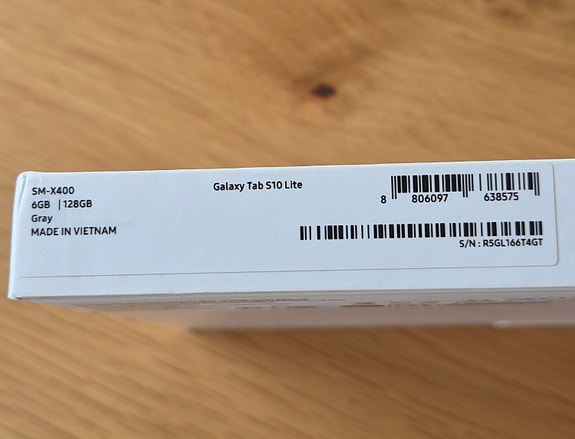 SM-X400
6GB | 128GB
Gray
MADE IN VIETNAM
Galaxy Tab S10 Lite
8 806097 638575
S/N : R5GL166T4GT